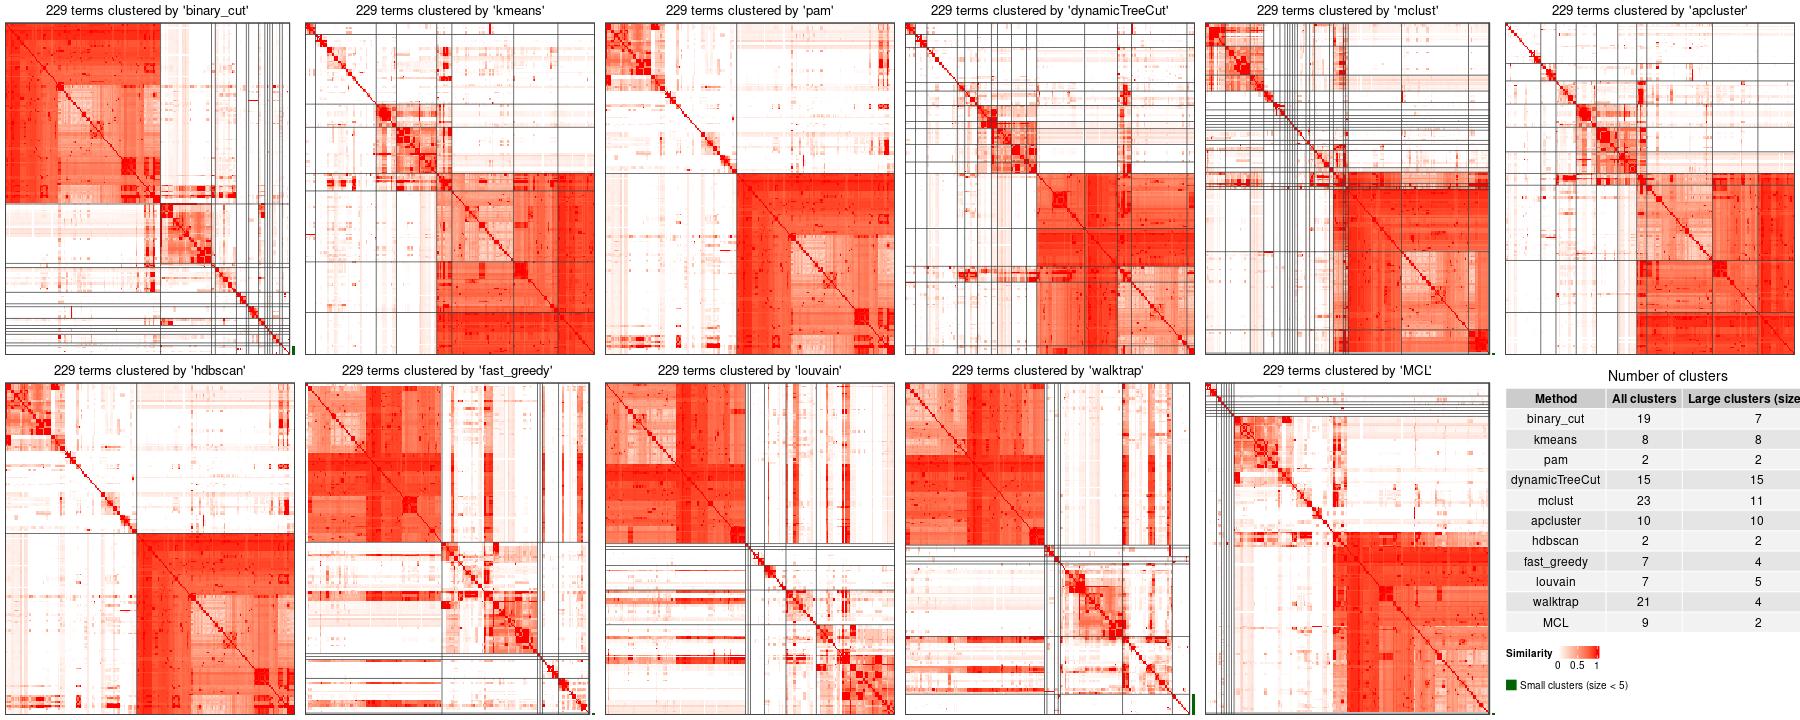 229 terms clustered by 'binary_cut'
229 terms clustered by 'kmeans'
229 terms clustered by 'pam'
229 terms clustered by 'dynamicTreeCut'
229 terms clustered by 'mclust'
229 terms clustered by 'apcluster'
229 terms clustered by 'hdbscan'
229 terms clustered by 'fast_greedy'
229 terms clustered by 'louvain'
229 terms clustered by 'walktrap'
229 terms clustered by 'MCL'
Number of clusters
Method All clusters Large clusters (size
binary_cut 19 7
kmeans 8 8
pam 2 2
dynamicTreeCut 15 15
mclust 23 11
apcluster 10 10
hdbscan 2 2
fast_greedy 7 4
louvain 7 5
walktrap 21 4
MCL 9 2
Similarity
0 0.5 1
Small clusters (size < 5)